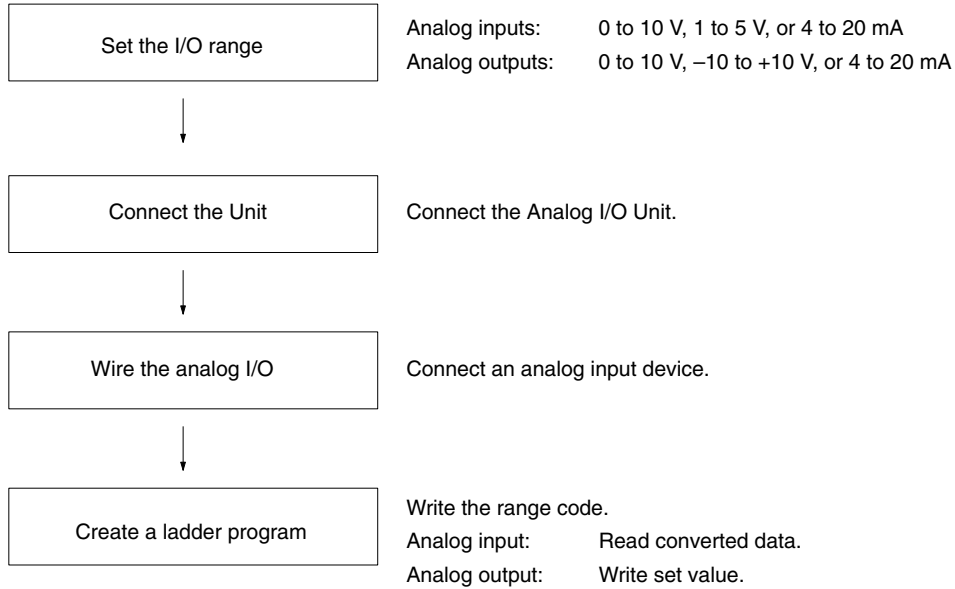 Set the I/O range
Analog inputs: 0 to 10 V, 1 to 5 V, or 4 to 20 mA
Analog outputs: 0 to 10 V, –10 to +10 V, or 4 to 20 mA
Connect the Unit
Connect the Analog I/O Unit.
Wire the analog I/O
Connect an analog input device.
Create a ladder program
Write the range code.
Analog input: Read converted data.
Analog output: Write set value.